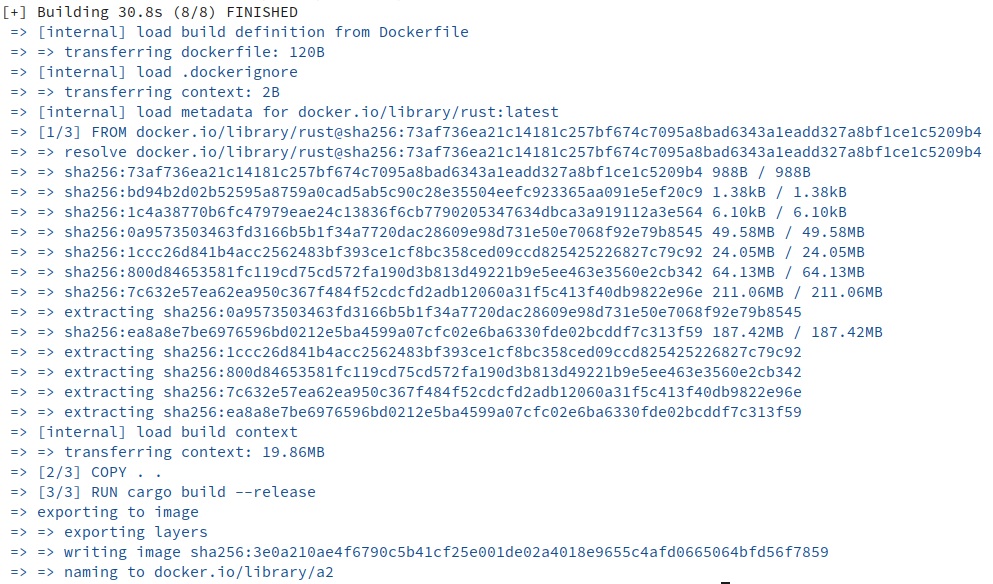 [+] Building 30.8s (8/8) FINISHED
=> [internal] load build definition from Dockerfile
=> => transferring dockerfile: 120B
=> [internal] load .dockerignore
=> => transferring context: 2B
=> [internal] load metadata for docker.io/library/rust:latest
=> [1/3] FROM docker.io/library/rust@sha256:73af736ea21c14181c257bf674c7095a8bad6343a1eadd327a8bf1ce1c5209b4
=> => resolve docker.io/library/rust@sha256:73af736ea21c14181c257bf674c7095a8bad6343a1eadd327a8bf1ce1c5209b4
=> => sha256:73af736ea21c14181c257bf674c7095a8bad6343a1eadd327a8bf1ce1c5209b4 988B / 988B
=> => sha256:bd94b2d02b52595a8759a0cad5ab5c90c28e35504eefc923365aa091e5ef20c9 1.38kB / 1.38kB
=> => sha256:1c4a38770b6fc47979eae24c13836f6cb7790205347634dbca3a919112a3e564 6.10kB / 6.10kB
=> => sha256:0a9573503463fd3166b5b1f34a7720dac28609e98d731e50e7068f92e79b8545 49.58MB / 49.58MB
=> => sha256:1ccc26d841b4acc2562483bf393ce1cf8bc358ced09ccd825425226827c79c92 24.05MB / 24.05MB
=> => sha256:800d84653581fc119cd75cd572fa190d3b813d49221b9e5ee463e3560e2cb342 64.13MB / 64.13MB
=> => sha256:7c632e57ea62ea950c367f484f52cdcfd2adb12060a31f5c413f40db9822e96e 211.06MB / 211.06MB
=> => extracting sha256:0a9573503463fd3166b5b1f34a7720dac28609e98d731e50e7068f92e79b8545
=> => sha256:ea8a8e7be6976596bd0212e5ba4599a07cfc02e6ba6330fde02bcddf7c313f59 187.42MB / 187.42MB
=> => extracting sha256:1ccc26d841b4acc2562483bf393ce1cf8bc358ced09ccd825425226827c79c92
=> => extracting sha256:800d84653581fc119cd75cd572fa190d3b813d49221b9e5ee463e3560e2cb342
=> => extracting sha256:7c632e57ea62ea950c367f484f52cdcfd2adb12060a31f5c413f40db9822e96e
=> => extracting sha256:ea8a8e7be6976596bd0212e5ba4599a07cfc02e6ba6330fde02bcddf7c313f59
=> [internal] load build context
=> => transferring context: 19.86MB
=> [2/3] COPY . .
=> [3/3] RUN cargo build --release
=> exporting to image
=> => exporting layers
=> => writing image sha256:3e0a210ae4f6790c5b41cf25e001de02a4018e9655c4afd0665064bfd56f7859
=> => naming to docker.io/library/a2